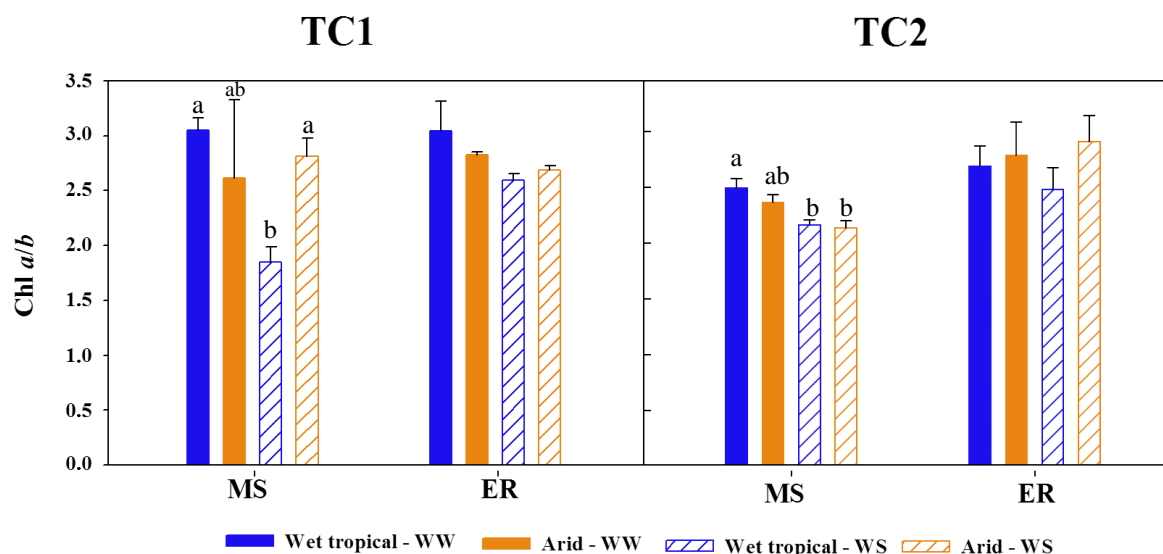 TC1 TC2
Chl a/b
3.5
3.0
2.5
2.0
1.5
1.0
0.5
0.0
a ab b a
a ab b b
MS ER MS ER
Wet tropical - WW Arid - WW Wet tropical - WS Arid - WS